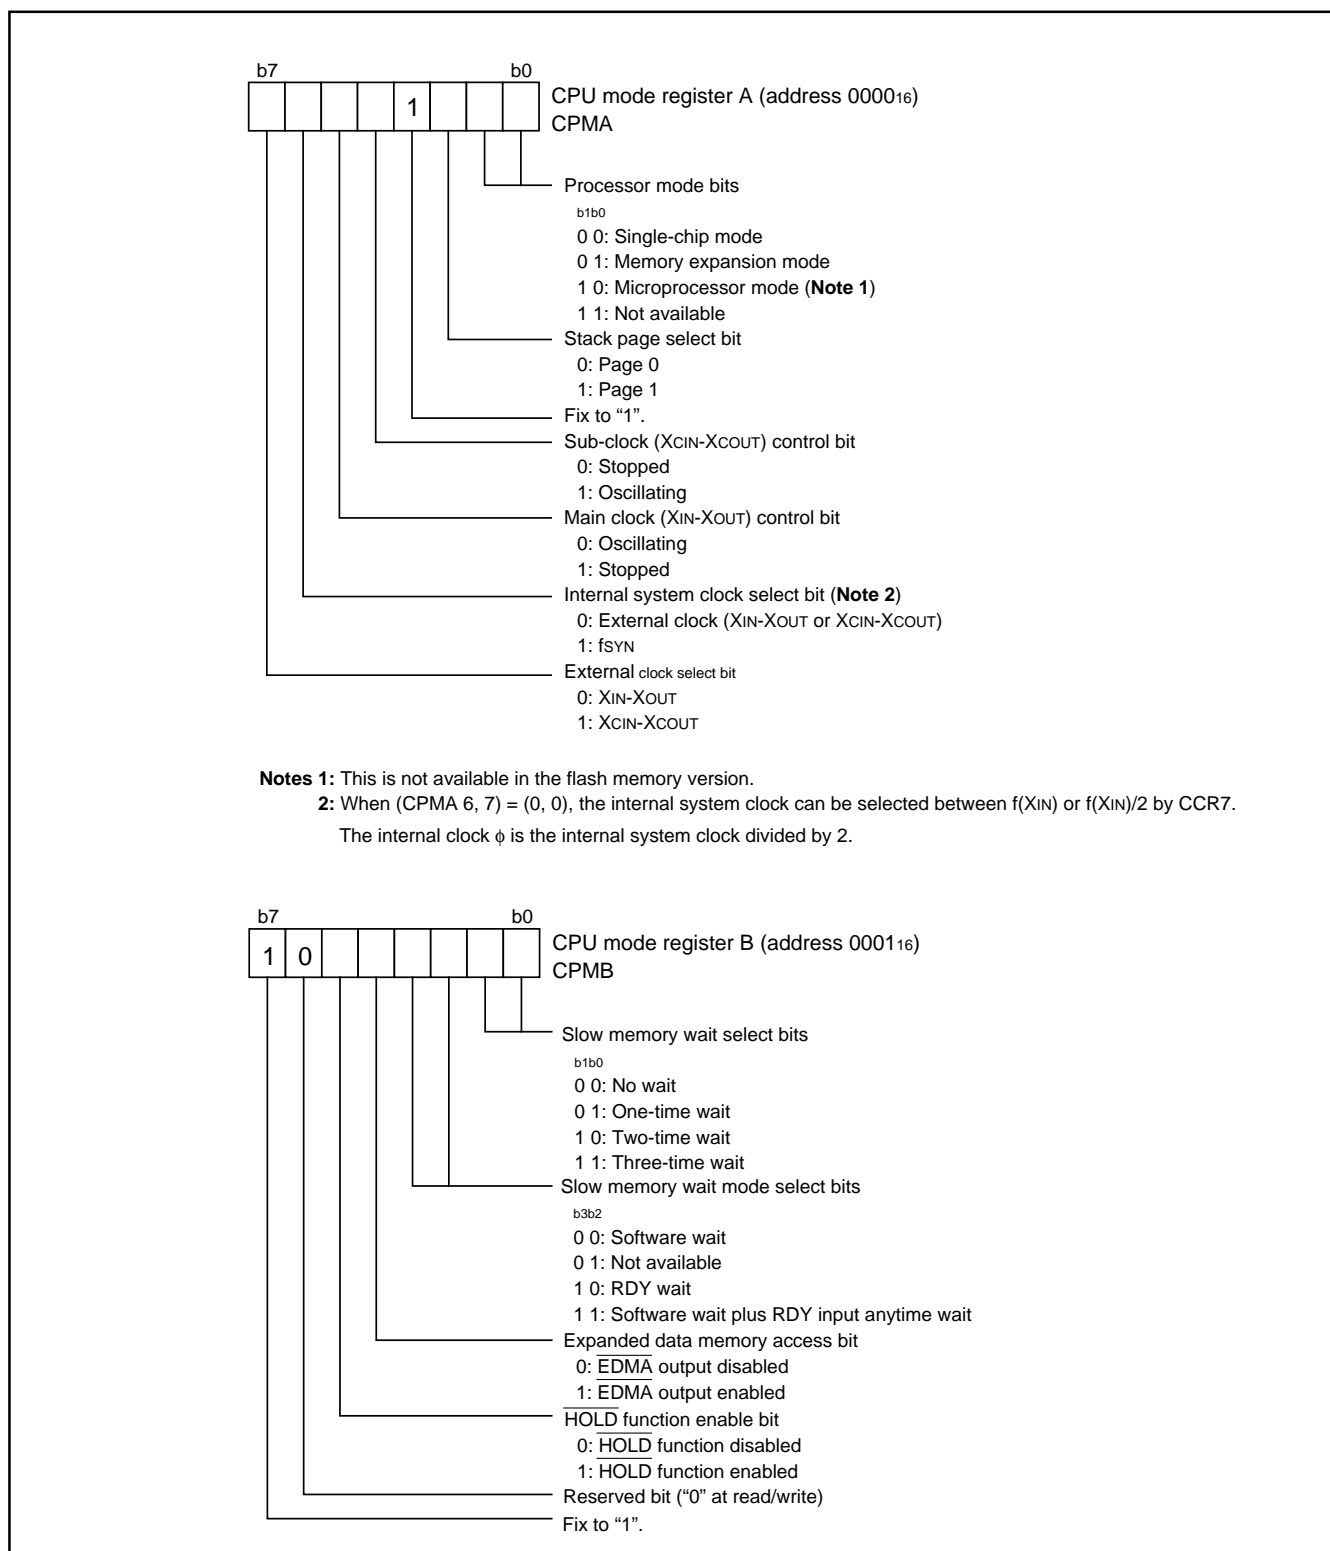 b7 b0
1
CPU mode register A (address 0000₁₆)
CPMA
Processor mode bits
b1b0
0 0: Single-chip mode
0 1: Memory expansion mode
1 0: Microprocessor mode (Note 1)
1 1: Not available
Stack page select bit
0: Page 0
1: Page 1
Fix to “1”.
Sub-clock (XCIN-XCOUT) control bit
0: Stopped
1: Oscillating
Main clock (XIN-XOUT) control bit
0: Oscillating
1: Stopped
Internal system clock select bit (Note 2)
0: External clock (XIN-XOUT or XCIN-XCOUT)
1: fSYN
External clock select bit
0: XIN-XOUT
1: XCIN-XCOUT
Notes 1: This is not available in the flash memory version.
2: When (CPMA 6, 7) = (0, 0), the internal system clock can be selected between f(XIN) or f(XIN)/2 by CCR7.
The internal clock ϕ is the internal system clock divided by 2.
b7 b0
1 0
CPU mode register B (address 0001₁₆)
CPMB
Slow memory wait select bits
b1b0
0 0: No wait
0 1: One-time wait
1 0: Two-time wait
1 1: Three-time wait
Slow memory wait mode select bits
b3b2
0 0: Software wait
0 1: Not available
1 0: RDY wait
1 1: Software wait plus RDY input anytime wait
Expanded data memory access bit
0: EDMA output disabled
1: EDMA output enabled
HOLD function enable bit
0: HOLD function disabled
1: HOLD function enabled
Reserved bit (“0” at read/write)
Fix to “1”.